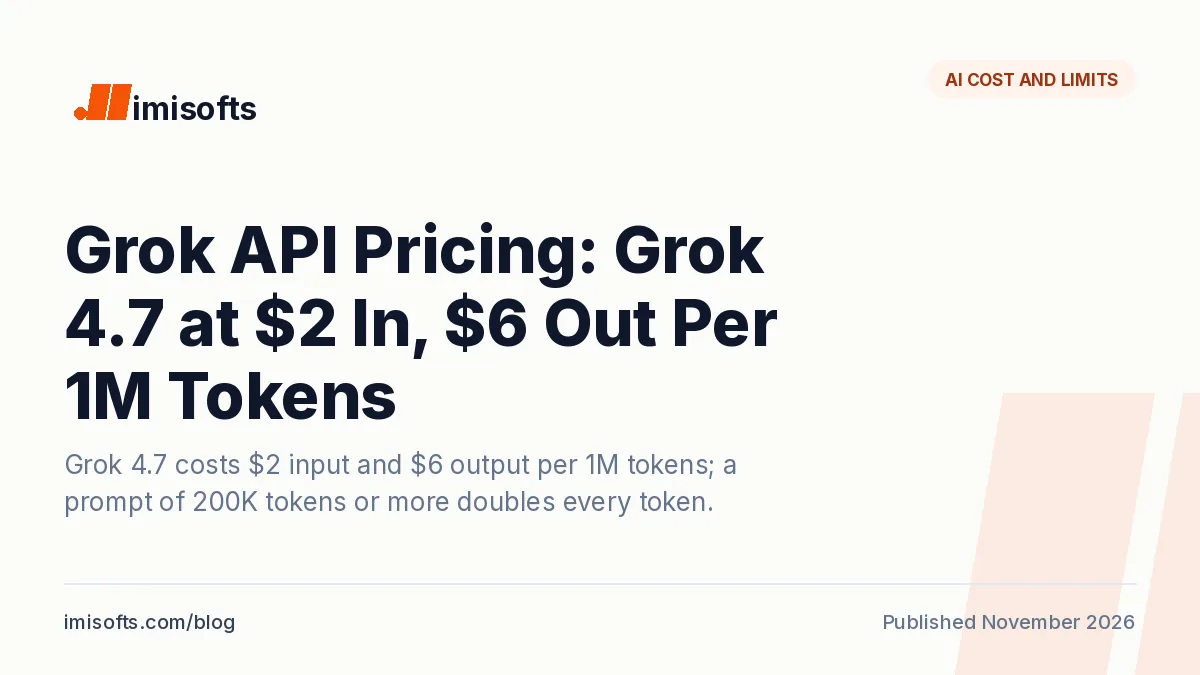 imisofts
AI COST AND LIMITS
Grok API Pricing: Grok
4.7 at $2 In, $6 Out Per
1M Tokens
Grok 4.7 costs $2 input and $6 output per 1M tokens; a
prompt of 200K tokens or more doubles every token.
imisofts.com/blog
Published November 2026